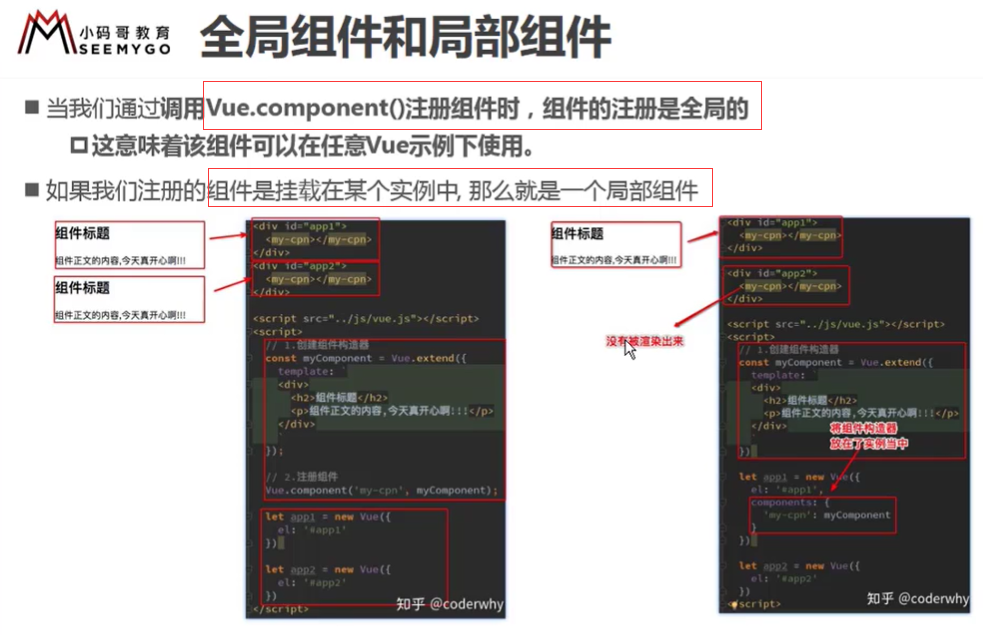 小码哥教育
SEEMYGO
全局组件和局部组件
当我们通过调用Vue.component()注册组件时，组件的注册是全局的
这意味着该组件可以在任意Vue示例下使用。
如果我们注册的组件是挂载在某个实例中, 那么就是一个局部组件
组件标题
组件正文的内容,今天真开心啊!!!
组件标题
组件正文的内容,今天真开心啊!!!
<div id="app1">
<my-cpn></my-cpn>
</div>
<div id="app2">
<my-cpn></my-cpn>
</div>
<script src="../js/vue.js"></script>
<script>
// 1.创建组件构造器
const myComponent = Vue.extend({
template: `
<div>
<h2>组件标题</h2>
<p>组件正文的内容,今天真开心啊!!!</p>
</div>
`
});
// 2.注册组件
Vue.component('my-cpn', myComponent);
let app1 = new Vue({
el: '#app1'
})
let app2 = new Vue({
el: '#app2'
})
</script>
知乎 @coderwhy
组件标题
组件正文的内容,今天真开心啊!!!
<div id="app1">
<my-cpn></my-cpn>
</div>
<div id="app2">
<my-cpn></my-cpn>
</div>
没有被渲染出来
<script src="../js/vue.js"></script>
<script>
// 1.创建组件构造器
const myComponent = Vue.extend({
template: `
<div>
<h2>组件标题</h2>
<p>组件正文的内容,今天真开心啊!!!</p>
</div>
`
})
将组件构造器
放在了实例当中
let app1 = new Vue({
el: '#app1',
components: {
'my-cpn': myComponent
}
})
let app2 = new Vue({
el: '#app2'
})
</script>
知乎 @coderwhy